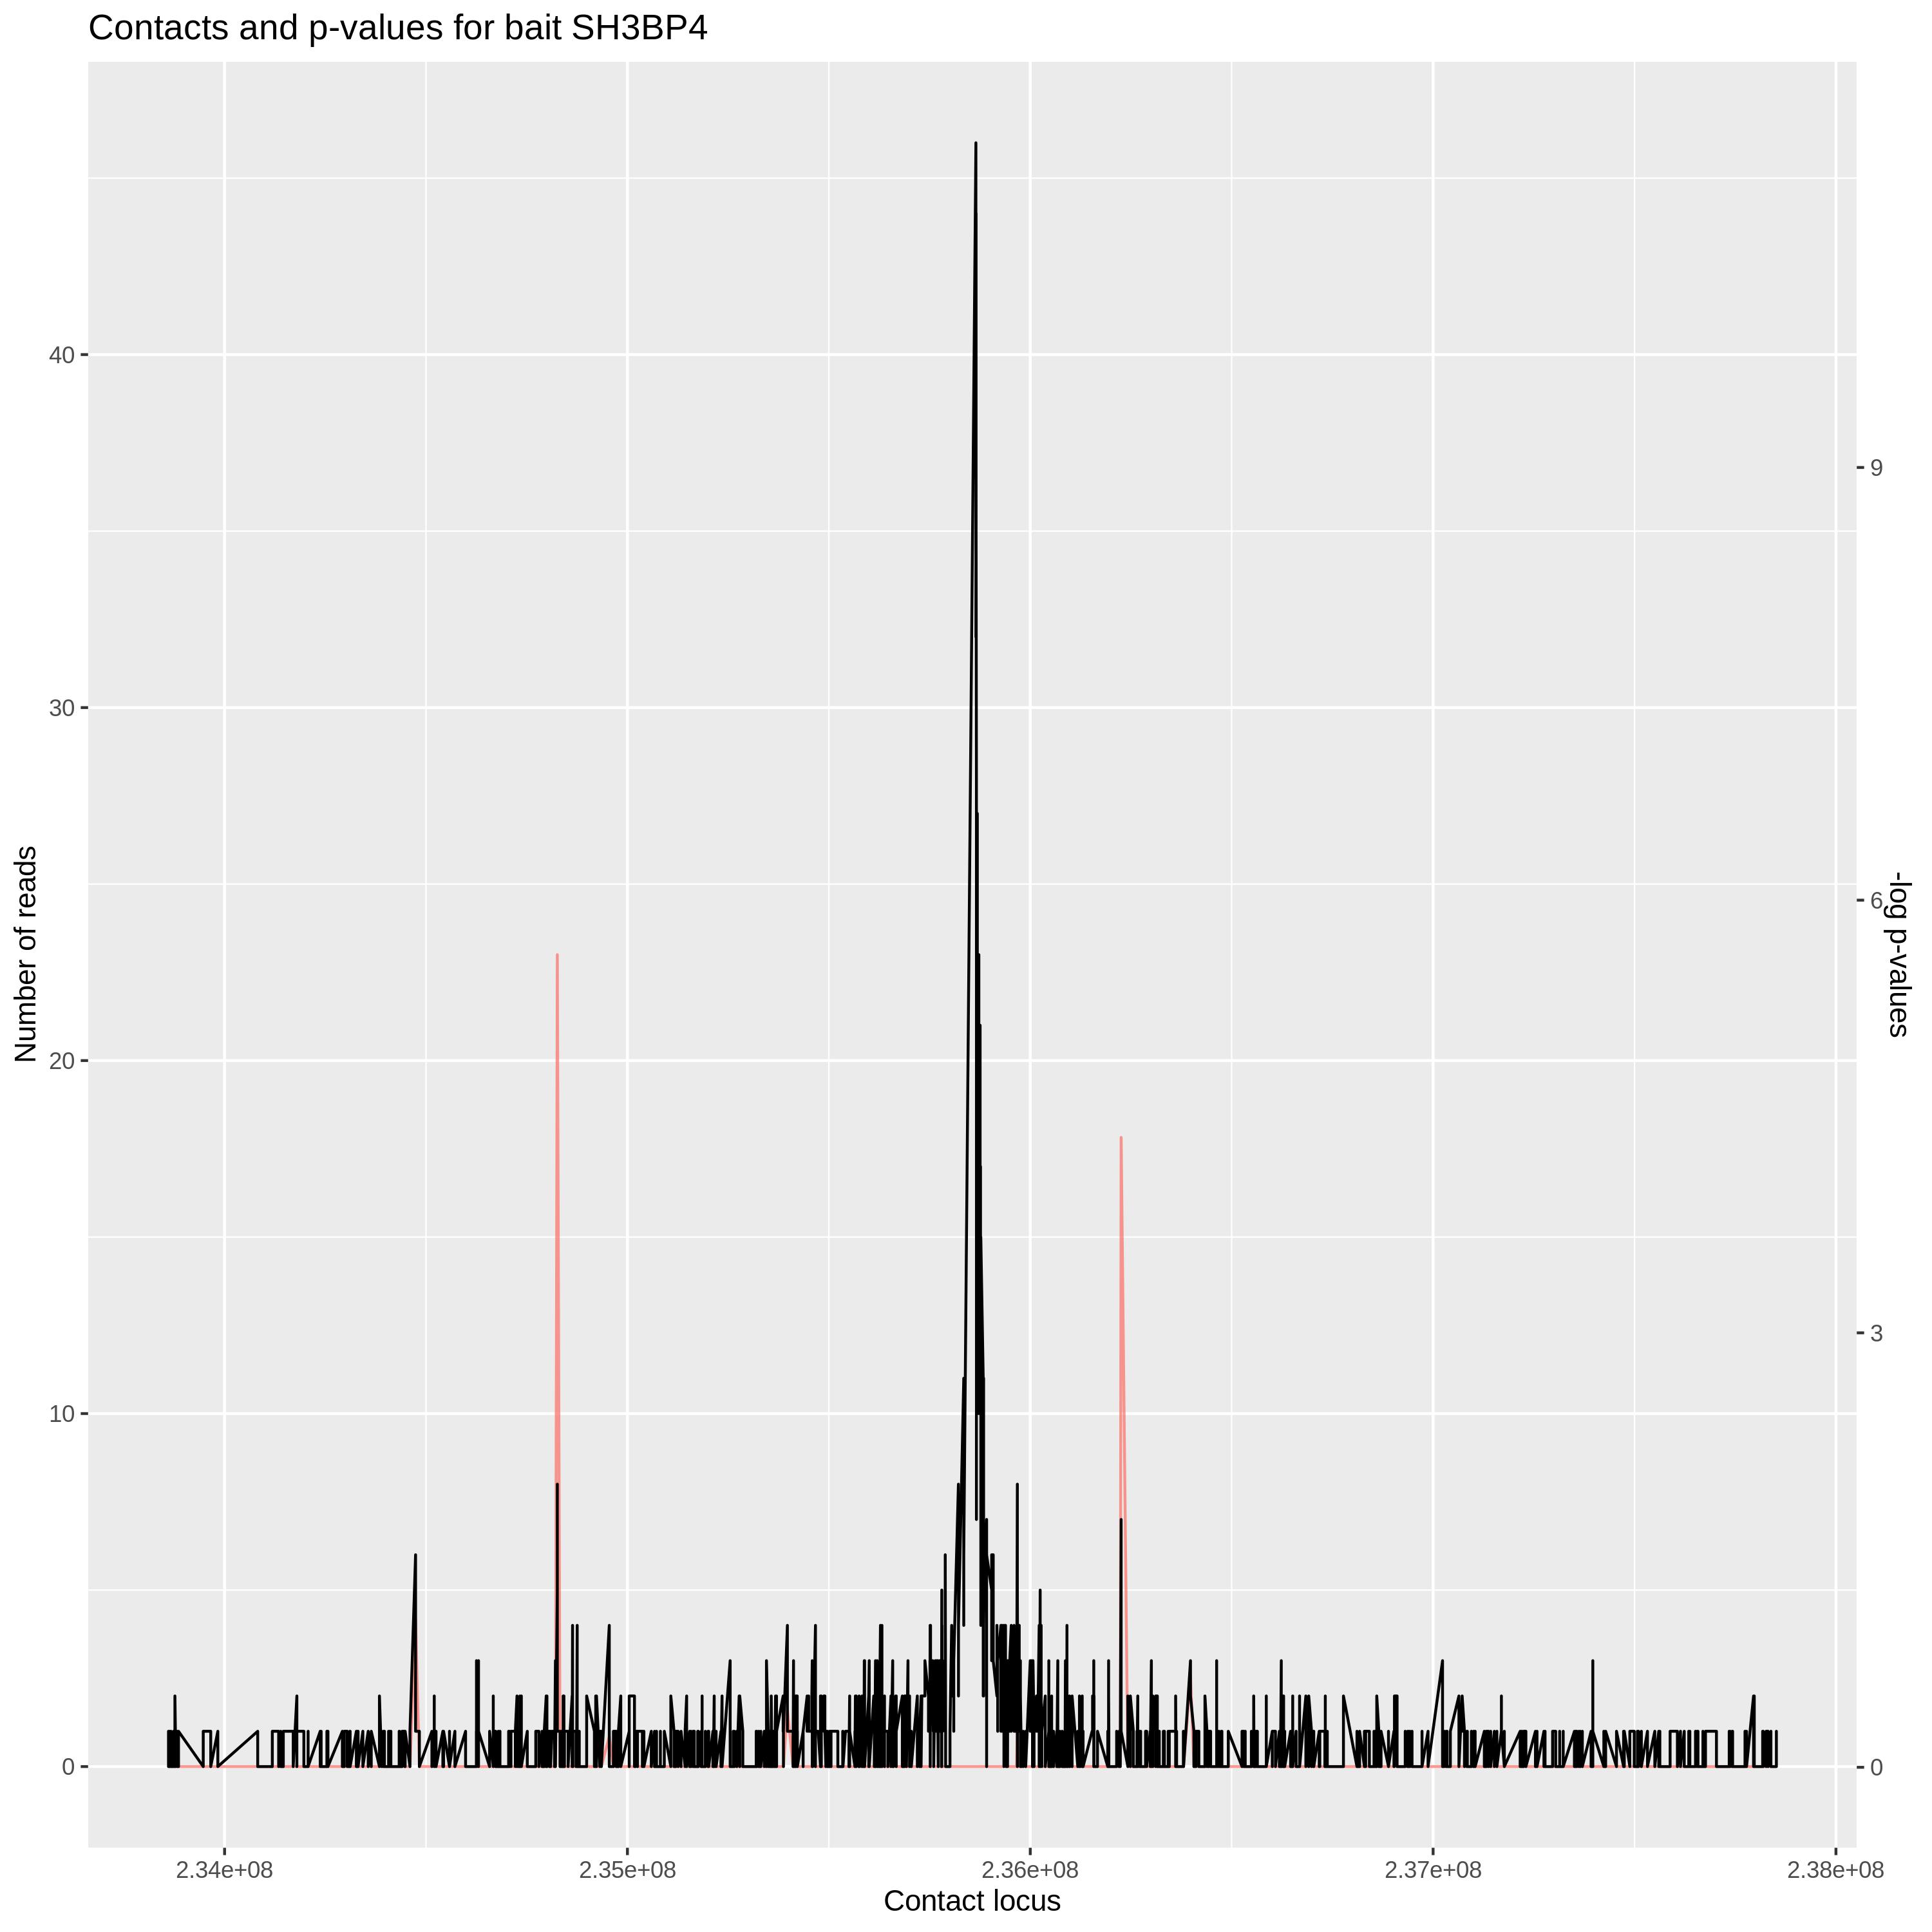 Contacts and p-values for bait SH3BP4
Number of reads
40
30
20
10
0
9
6
3
0
-log p-values
2.34e+08 2.35e+08 2.36e+08 2.37e+08 2.38e+08
Contact locus